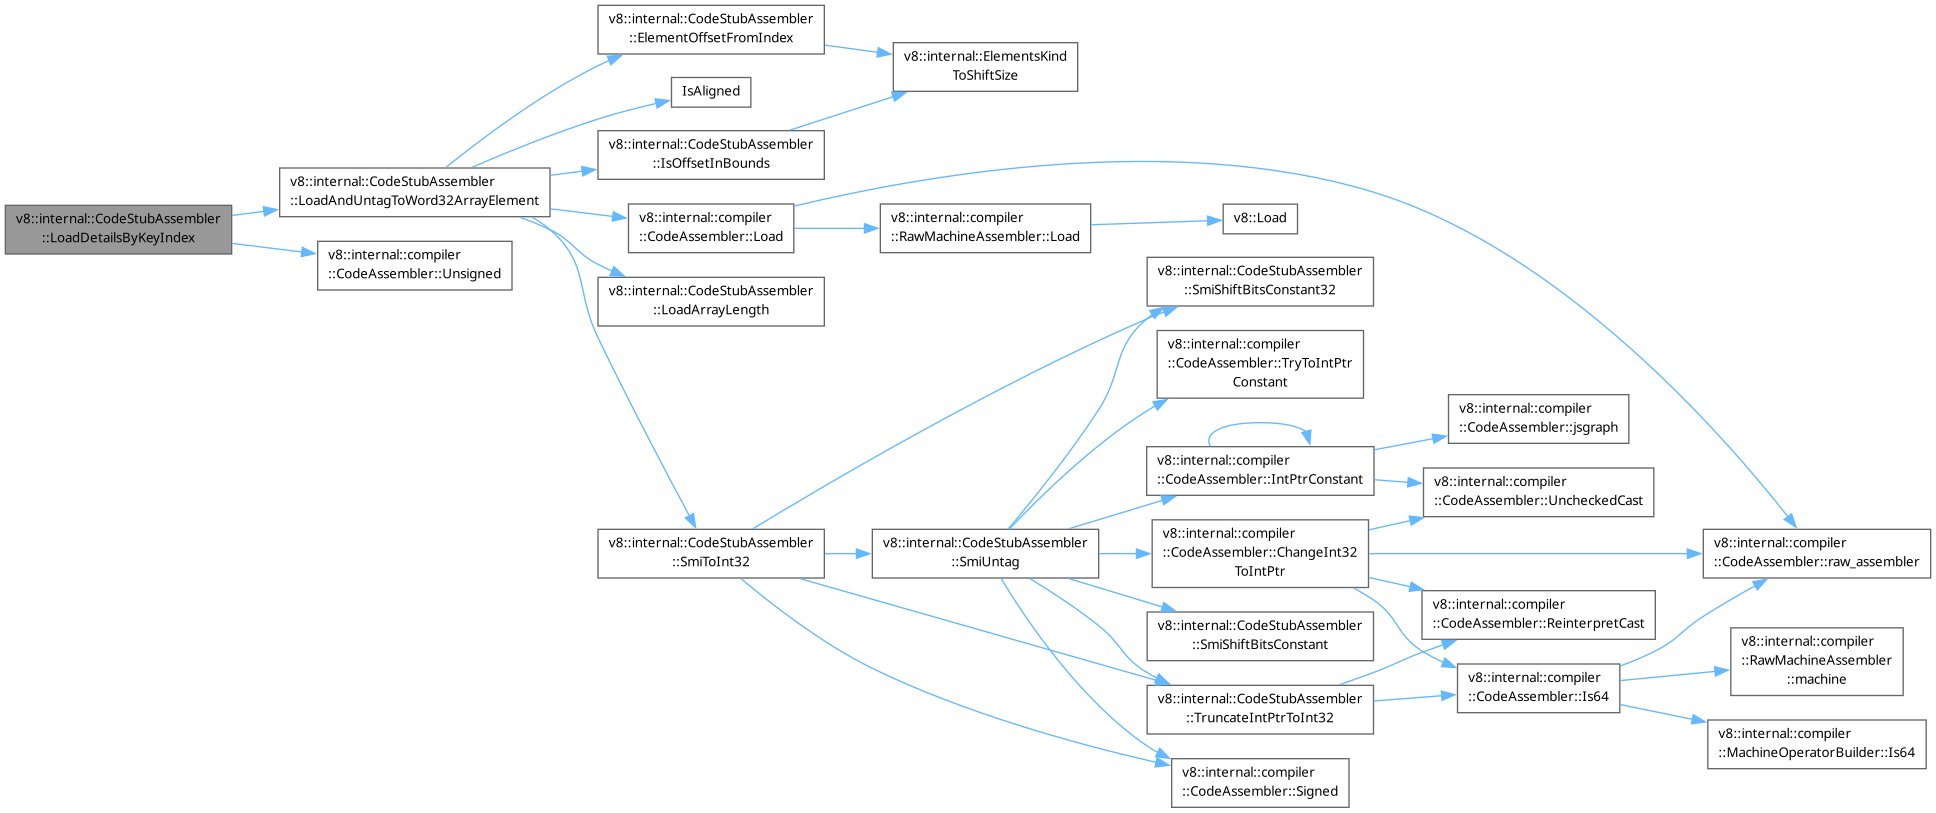 v8::internal::CodeStubAssembler
::LoadDetailsByKeyIndex
v8::internal::CodeStubAssembler
::LoadAndUntagToWord32ArrayElement
v8::internal::compiler
::CodeAssembler::Unsigned
v8::internal::CodeStubAssembler
::ElementOffsetFromIndex
IsAligned
v8::internal::CodeStubAssembler
::IsOffsetInBounds
v8::internal::compiler
::CodeAssembler::Load
v8::internal::CodeStubAssembler
::LoadArrayLength
v8::internal::CodeStubAssembler
::SmiToInt32
v8::internal::ElementsKind
ToShiftSize
v8::internal::compiler
::RawMachineAssembler::Load
v8::Load
v8::internal::CodeStubAssembler
::SmiUntag
v8::internal::CodeStubAssembler
::SmiShiftBitsConstant32
v8::internal::compiler
::CodeAssembler::TryToIntPtr
Constant
v8::internal::compiler
::CodeAssembler::IntPtrConstant
v8::internal::compiler
::CodeAssembler::ChangeInt32
ToIntPtr
v8::internal::CodeStubAssembler
::SmiShiftBitsConstant
v8::internal::CodeStubAssembler
::TruncateIntPtrToInt32
v8::internal::compiler
::CodeAssembler::Signed
v8::internal::compiler
::CodeAssembler::jsgraph
v8::internal::compiler
::CodeAssembler::UncheckedCast
v8::internal::compiler
::CodeAssembler::ReinterpretCast
v8::internal::compiler
::CodeAssembler::Is64
v8::internal::compiler
::CodeAssembler::raw_assembler
v8::internal::compiler
::RawMachineAssembler
::machine
v8::internal::compiler
::MachineOperatorBuilder::Is64